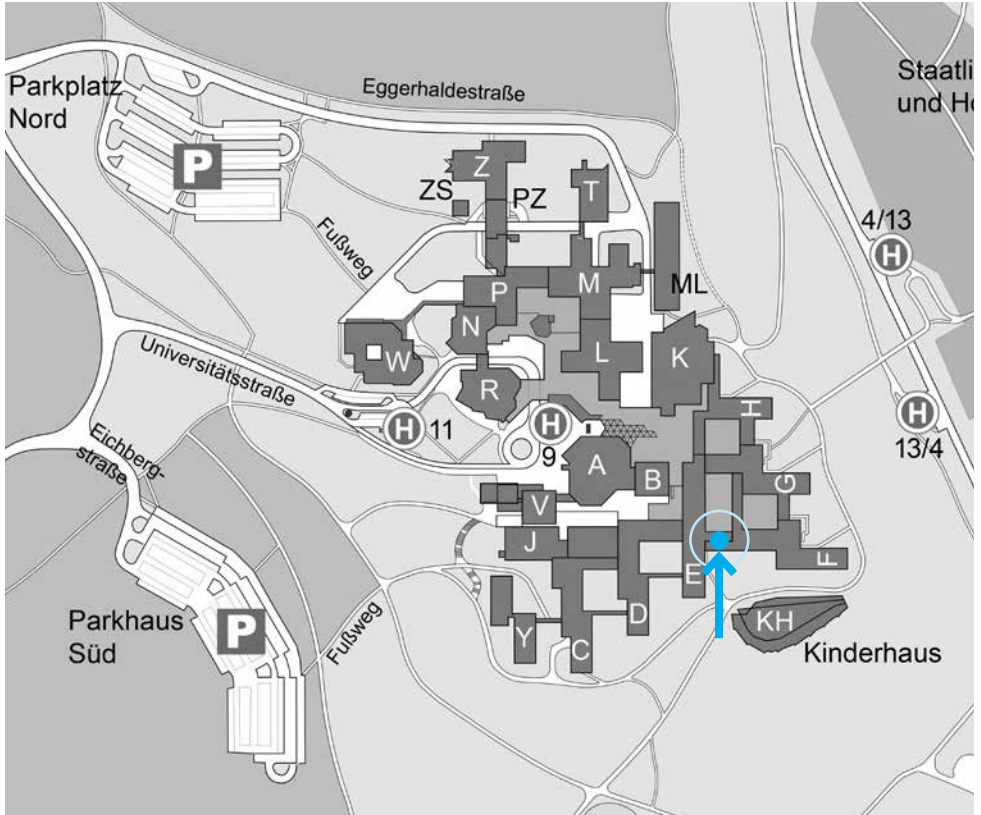 Parkplatz
Nord
P
Eggerhaldestraße
Staatli
und Ho
Z
ZS
PZ
T
4/13
H
Fußweg
P
M
ML
N
Universitätsstraße
W
L
K
R
H
11
H
9
H
H
13/4
Eichberg-
straße
A
B
G
V
J
E
F
Parkhaus
Süd
P
Fußweg
D
Y
C
KH
Kinderhaus